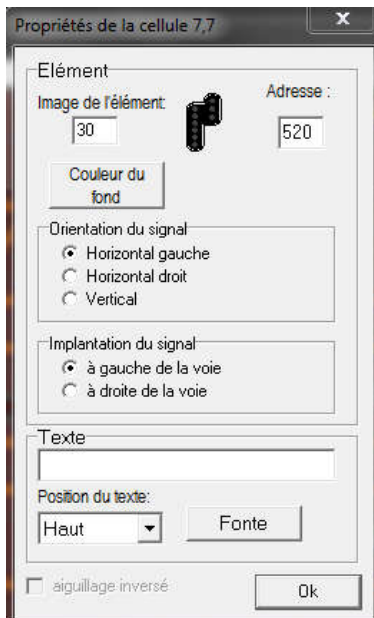 Propriétés de la cellule 7,7
x
Elément
Image de l'élément:
Adresse :
30
520
Couleur du
fond
Orientation du signal
Horizontal gauche
Horizontal droit
Vertical
Implantation du signal
à gauche de la voie
à droite de la voie
Texte
Position du texte:
Haut
Fonte
aiguillage inversé
Ok